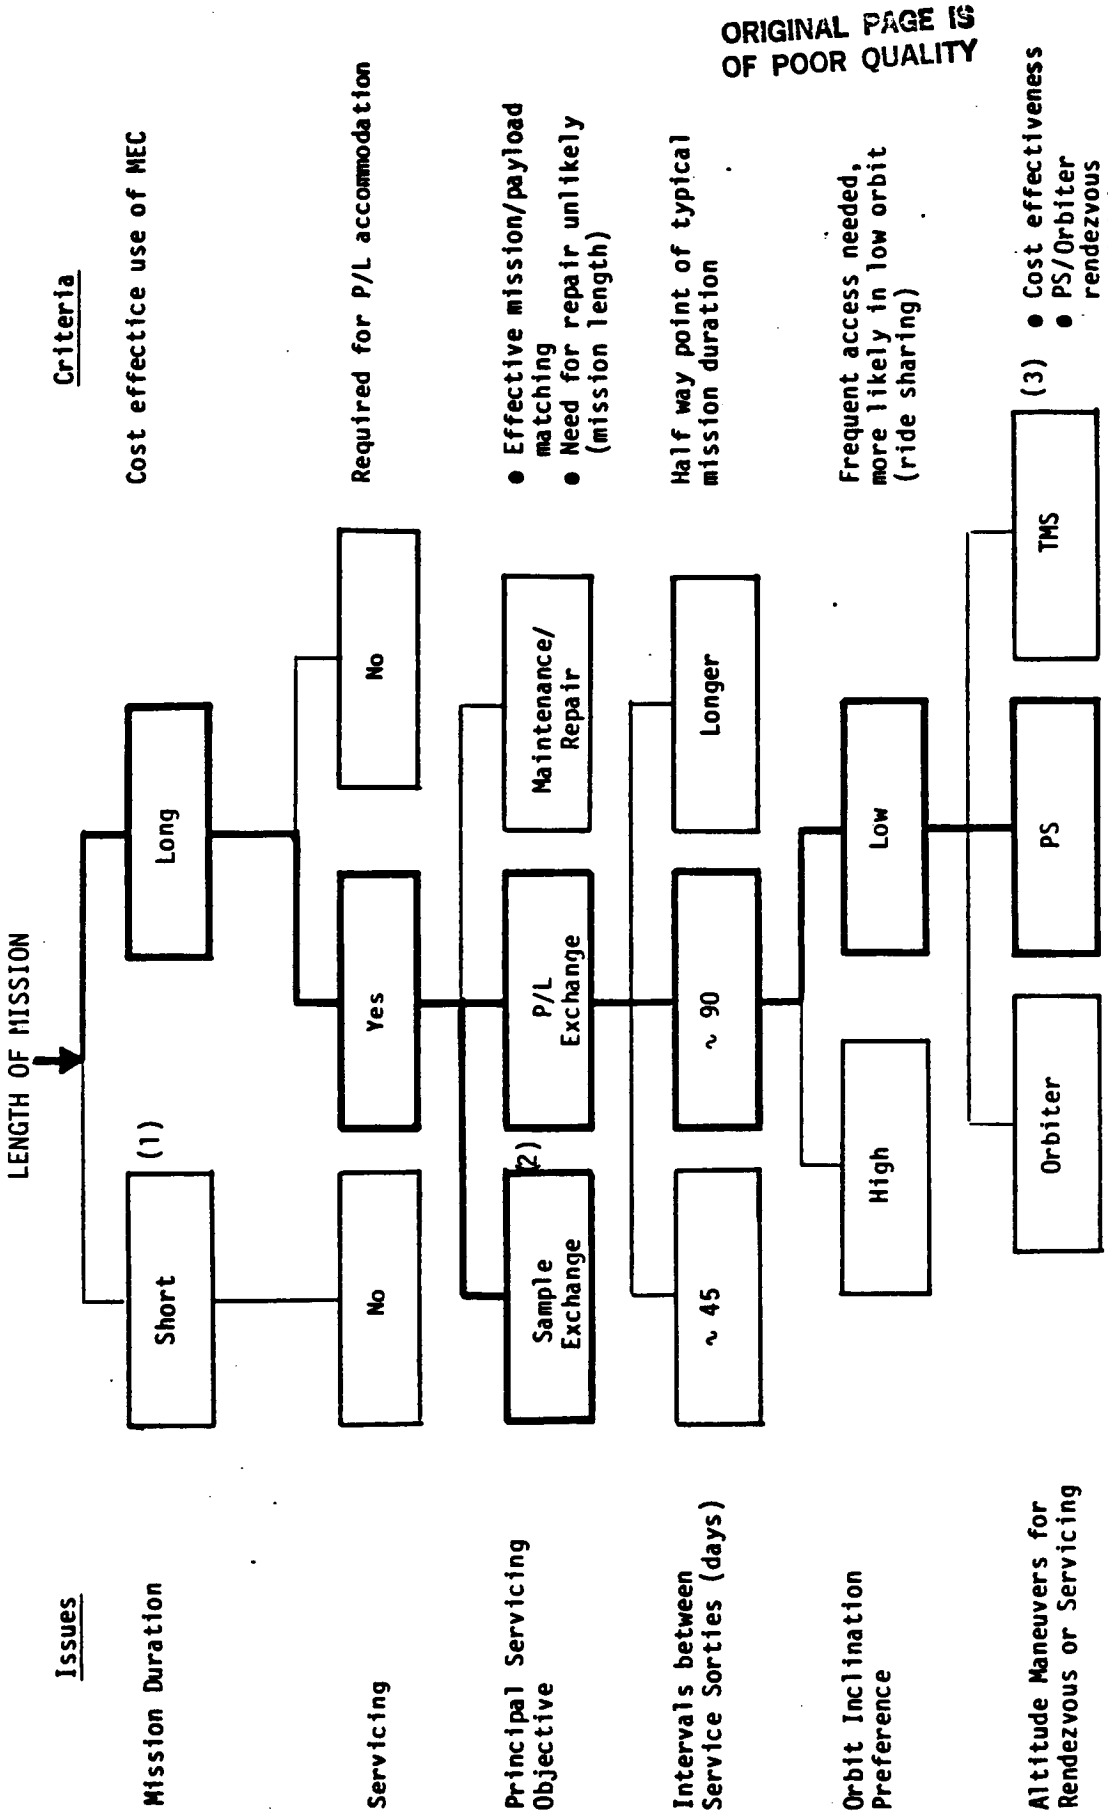 ORIGINAL PAGE IS
OF POOR QUALITY
LENGTH OF MISSION
Issues
Criteria
Mission Duration
Short
(1)
Long
Cost effectice use of MEC
Servicing
No
Yes
No
Required for P/L accommodation
Principal Servicing
Objective
Sample
Exchange
(2)
P/L
Exchange
Maintenance/
Repair
● Effective mission/payload
matching
● Need for repair unlikely
(mission length)
Intervals between
Service Sorties (days)
~ 45
~ 90
Longer
Half way point of typical
mission duration
Orbit Inclination
Preference
High
Low
Frequent access needed,
more likely in low orbit
(ride sharing)
Altitude Maneuvers for
Rendezvous or Servicing
Orbiter
PS
TMS
(3)
● Cost effectiveness
● PS/Orbiter
rendezvous